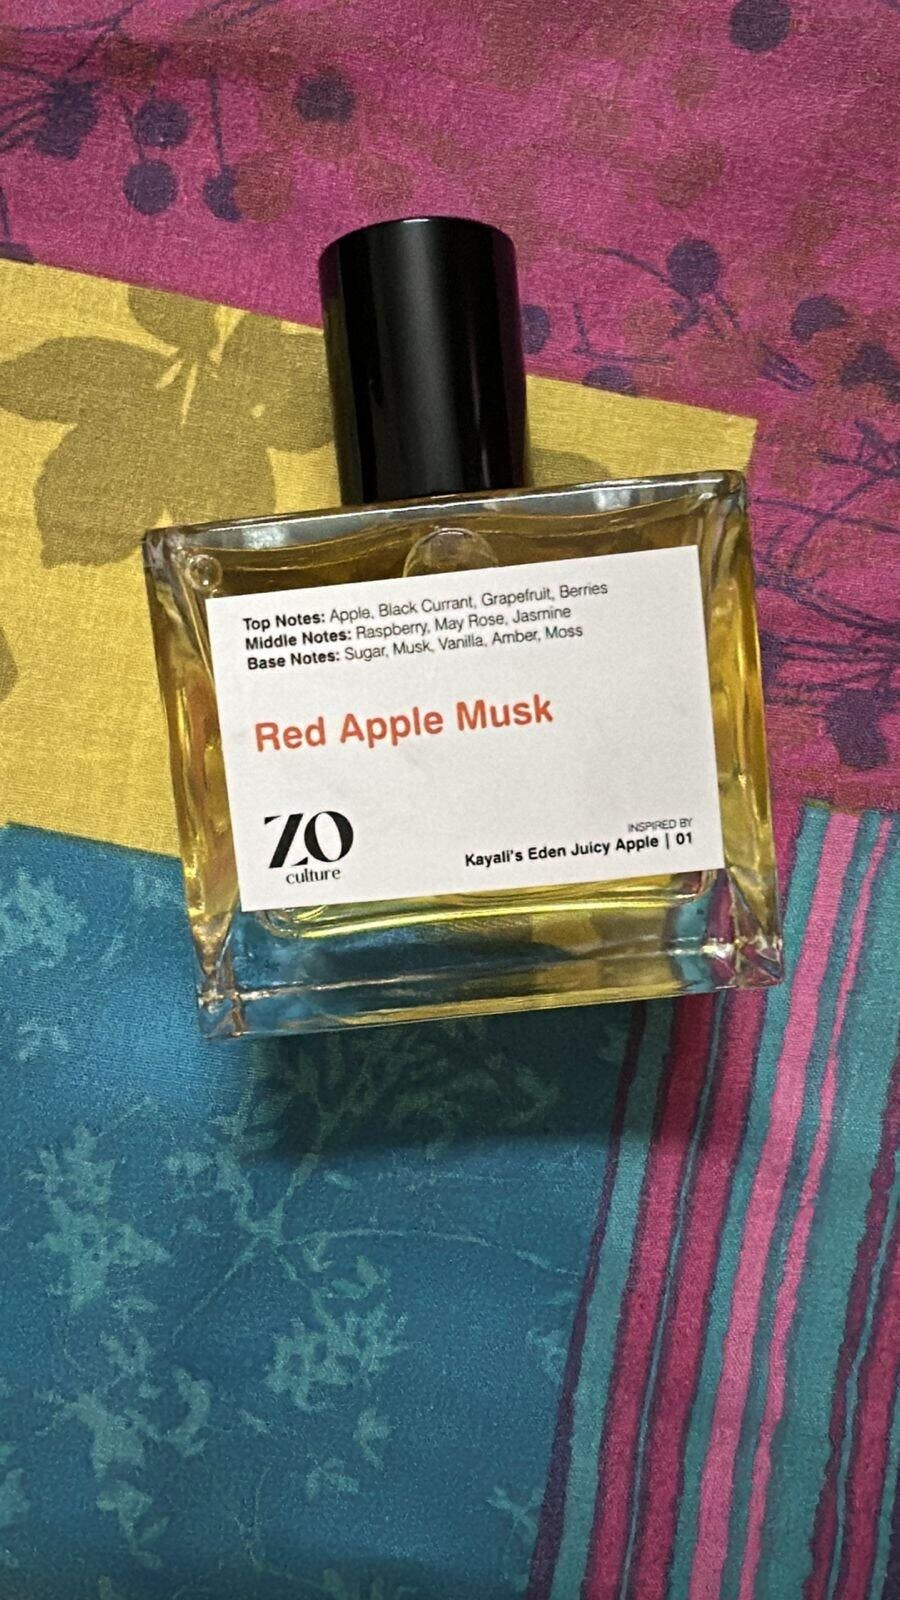 Top Notes: Apple, Black Currant, Grapefruit, Berries
Middle Notes: Raspberry, May Rose, Jasmine
Base Notes: Sugar, Musk, Vanilla, Amber, Moss
Red Apple Musk
ZO
culture
INSPIRED BY
Kayali's Eden Juicy Apple | 01